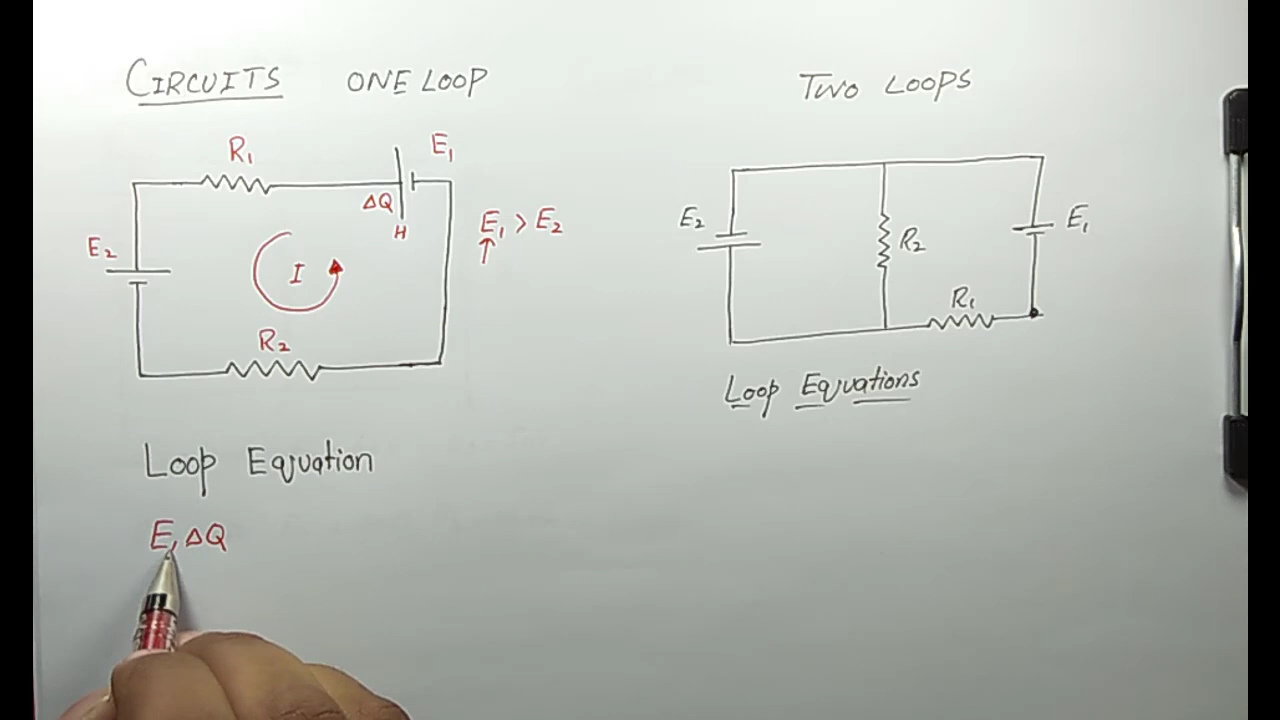 CIRCUITS ONE LOOP
R₁
E₁
ΔQ
H
E₂
I
E₁ > E₂
R₂
Loop Equation
E₁ΔQ
TWO LOOPS
E₂
R₂
E₁
R₁
Loop Equations